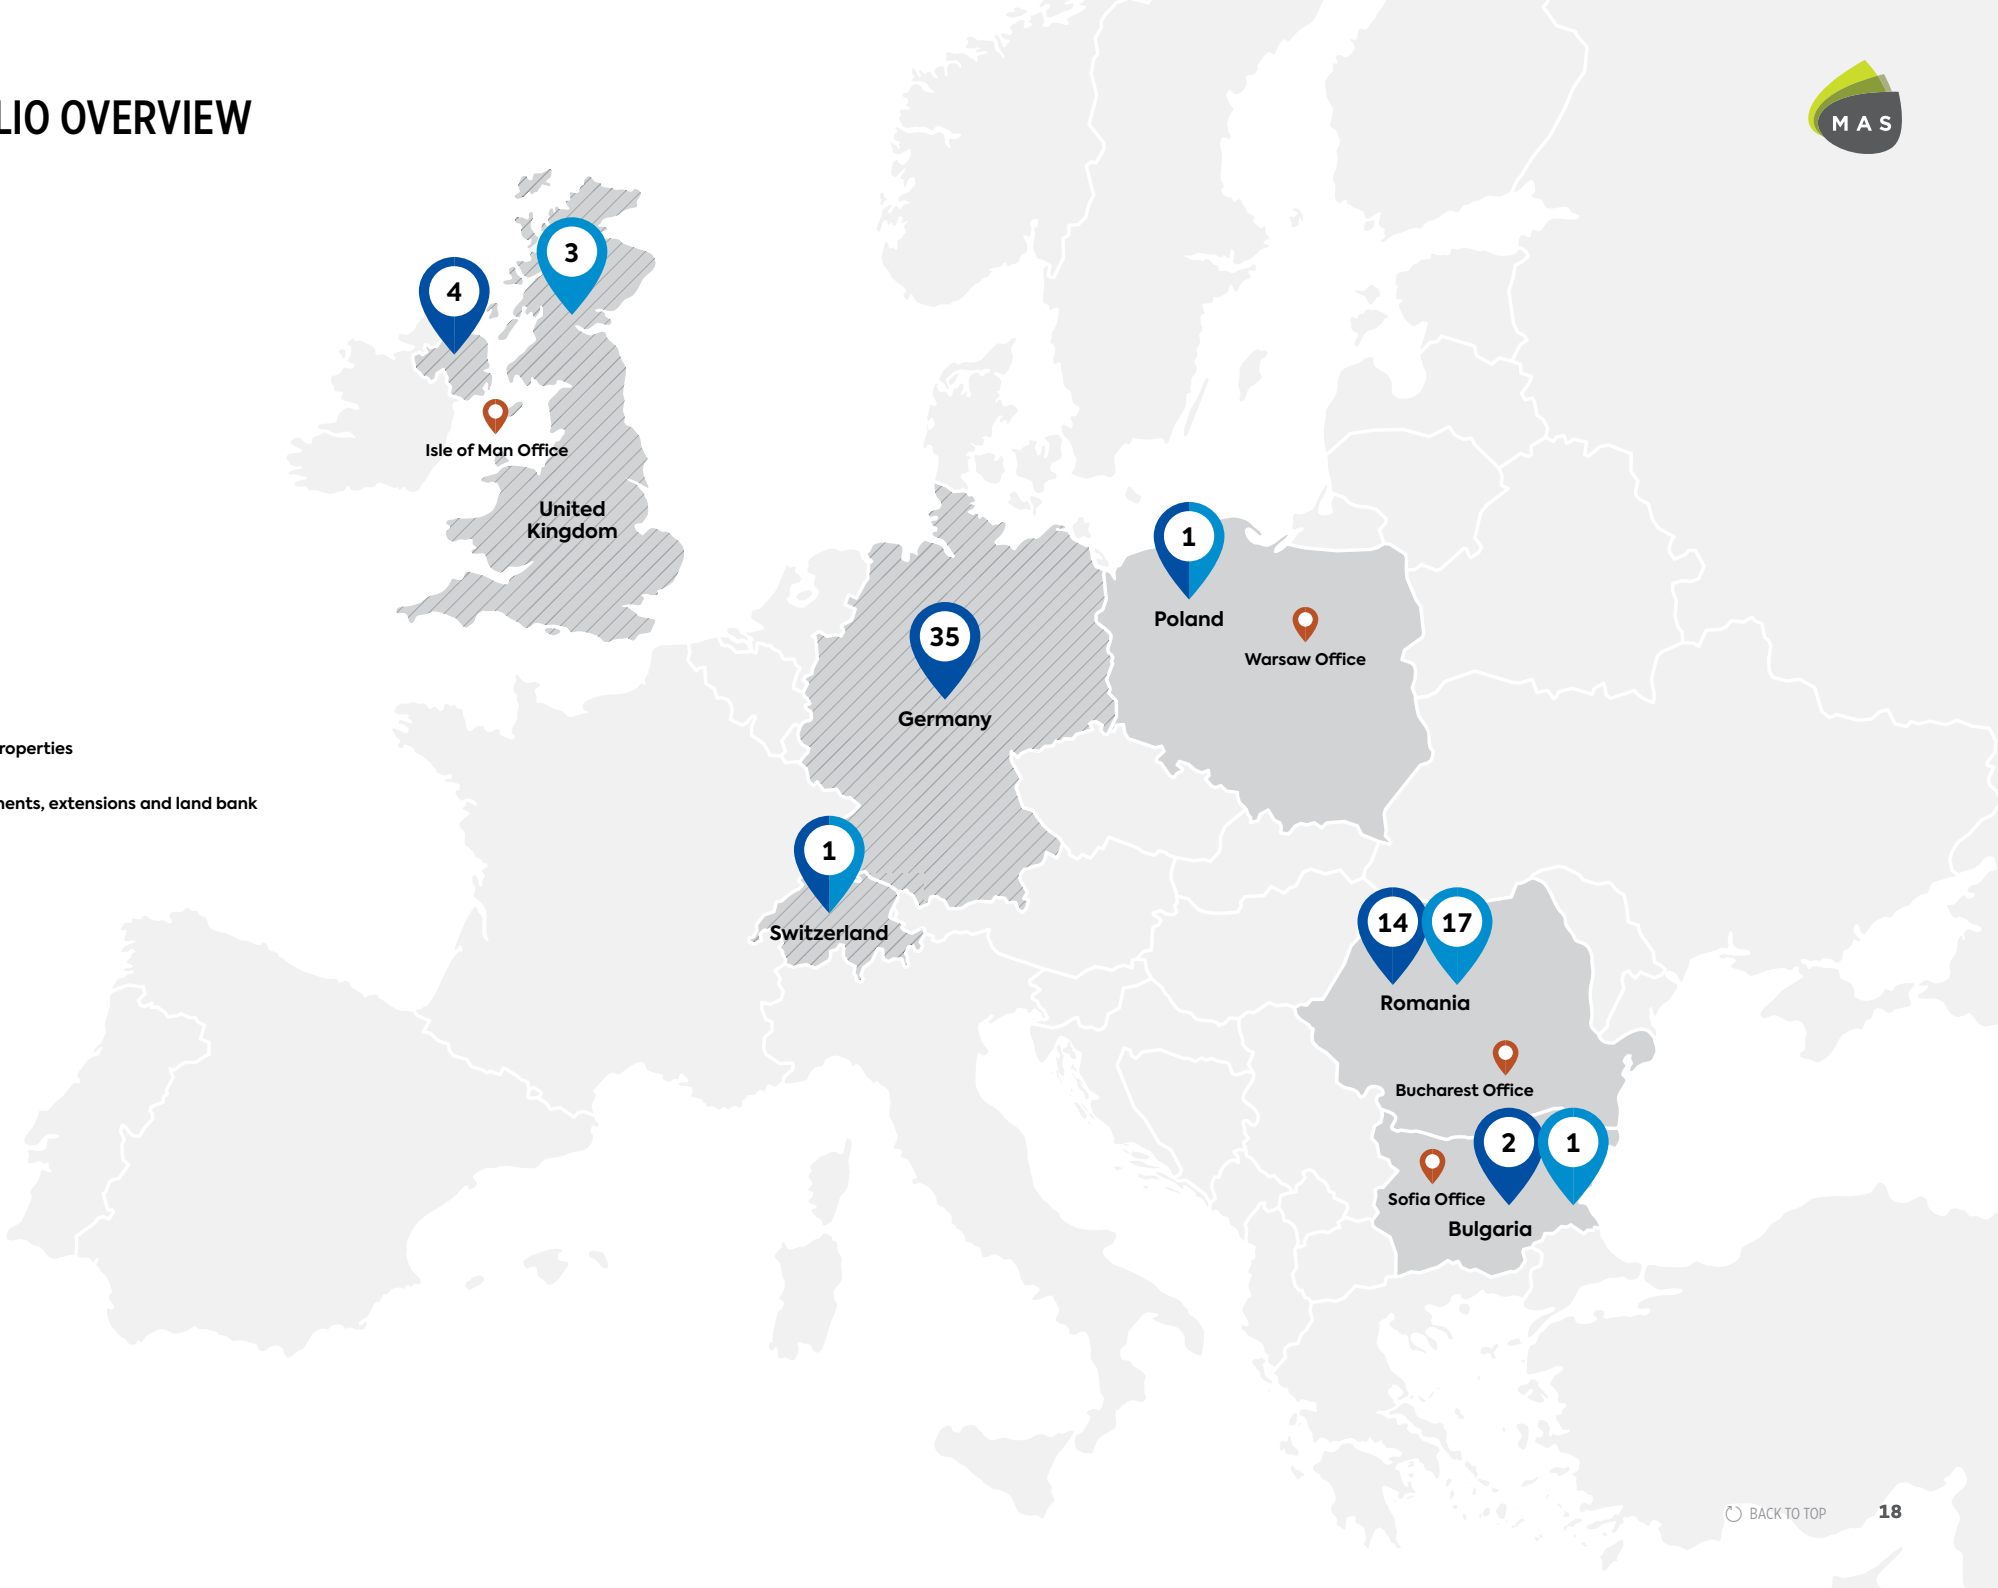 LIO OVERVIEW
MAS
3
4
Isle of Man Office
United
Kingdom
1
Poland
Warsaw Office
35
Germany
roperties
nents, extensions and land bank
1
Switzerland
14 17
Romania
Bucharest Office
2 1
Sofia Office
Bulgaria
BACK TO TOP 18